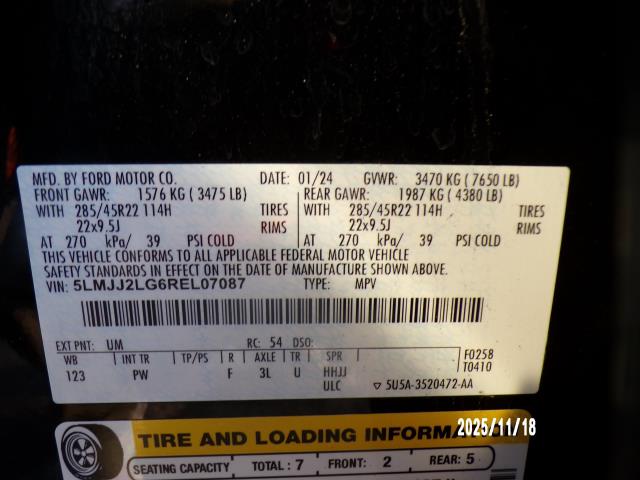 MFD. BY FORD MOTOR CO. DATE: 01/24 GVWR: 3470 KG ( 7650 LB)
FRONT GAWR: 1576 KG ( 3475 LB) REAR GAWR: 1987 KG ( 4380 LB)
WITH 285/45R22 114H TIRES WITH 285/45R22 114H TIRES
22x9.5J RIMS 22x9.5J RIMS
AT 270 kPa/ 39 PSI COLD AT 270 kPa/ 39 PSI COLD
THIS VEHICLE CONFORMS TO ALL APPLICABLE FEDERAL MOTOR VEHICLE
SAFETY STANDARDS IN EFFECT ON THE DATE OF MANUFACTURE SHOWN ABOVE.
VIN: 5LMJJ2LG6REL07087 TYPE: MPV
EXT PNT: UM RC: 54 DSO: F0258
WB INT TR TP/PS R AXLE TR SPR T0410
123 PW F 3L U HHJJ
ULC 5U5A-3520472-AA
2025/11/18
TIRE AND LOADING INFORMA
SEATING CAPACITY TOTAL: 7 FRONT: 2 REAR: 5